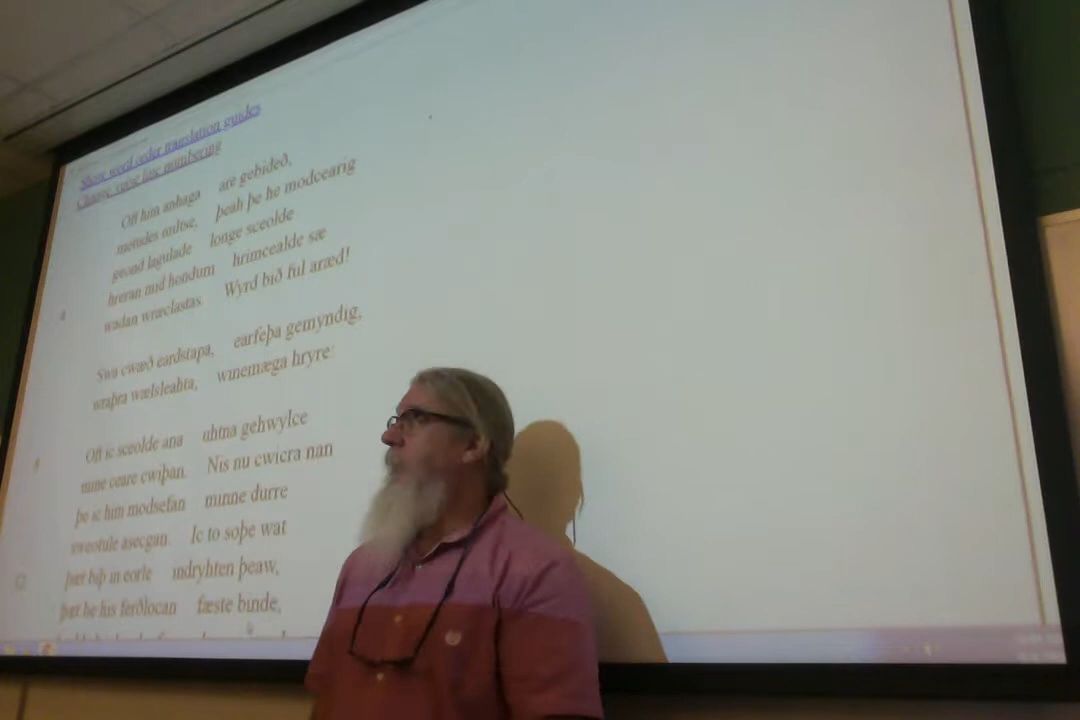 Show word order translation guides
Change verse line numbering
Oft him anhaga are gebideð,
metudes miltse, þeah þe he modcearig
geond lagulade longe sceolde
hreran mid hondum hrimcealde sæ
4 wadan wræclastas. Wyrd bið ful aræd!
Swa cwæð eardstapa, earfeþa gemyndig,
wraþra wælsleahta, winemæga hryre:
Oft ic sceolde ana uhtna gehwylce
mine ceare cwiþan. Nis nu cwicra nan
þe ic him modsefan minne durre
sweotule asecgan. Ic to soþe wat
12 þæt biþ in eorle indryhten þeaw,
þæt he his ferðlocan fæste binde,